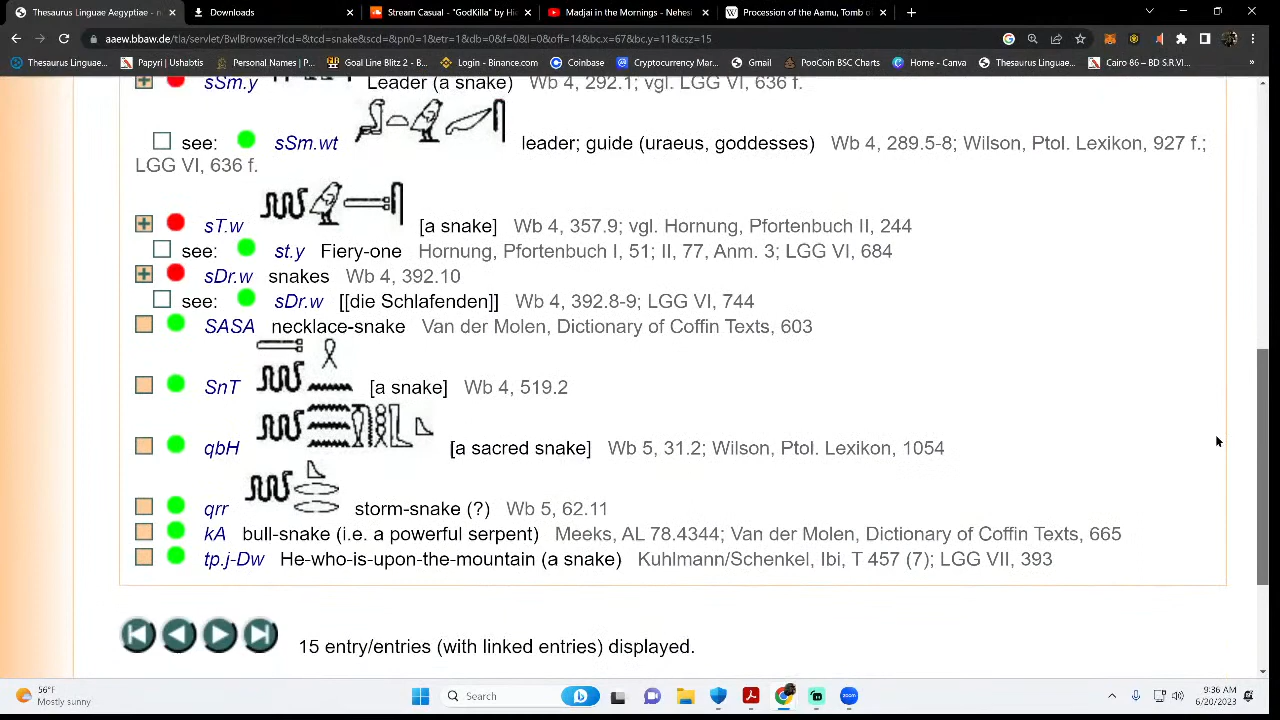 Thesaurus Linguae Aegyptiae - in
Downloads
Stream Casual - "GodKilla" by Hi
Madjai in the Mornings - Nehesi
Procession of the Aamu, Tomb o
aaew.bbaw.de/tla/servlet/BwlBrowser?lcd=&tcd=snake&scd=&pn0=1&etr=1&db=0&d=0&l=0&off=14&bc.x=67&bc.y=11&csz=15
Thesaurus Linguae...
Papyri | Ushabtis
Personal Names | P...
Goal Line Blitz 2 - B...
Login - Binance.com
Coinbase
Cryptocurrency Mar...
Gmail
PooCoin BSC Charts
Home - Canva
Thesaurus Linguae...
Cairo 86 – BD S.VM...
sSm.y Leader (a snake) Wb 4, 292.1; vgl. LGG VI, 636 f.
see: sSm.wt leader; guide (uraeus, goddesses) Wb 4, 289.5-8; Wilson, Ptol. Lexikon, 927 f.;
LGG VI, 636 f.
sT.w [a snake] Wb 4, 357.9; vgl. Hornung, Pfortenbuch II, 244
see: st.y Fiery-one Hornung, Pfortenbuch I, 51; II, 77, Anm. 3; LGG VI, 684
sDr.w snakes Wb 4, 392.10
see: sDr.w [[die Schlafenden]] Wb 4, 392.8-9; LGG VI, 744
SASA necklace-snake Van der Molen, Dictionary of Coffin Texts, 603
SnT [a snake] Wb 4, 519.2
qbH [a sacred snake] Wb 5, 31.2; Wilson, Ptol. Lexikon, 1054
qrr storm-snake (?) Wb 5, 62.11
kA bull-snake (i.e. a powerful serpent) Meeks, AL 78.4344; Van der Molen, Dictionary of Coffin Texts, 665
tp.j-Dw He-who-is-upon-the-mountain (a snake) Kuhlmann/Schenkel, Ibi, T 457 (7); LGG VII, 393
15 entry/entries (with linked entries) displayed.
56°F
Mostly sunny
Search
9:36 AM
6/20/2023